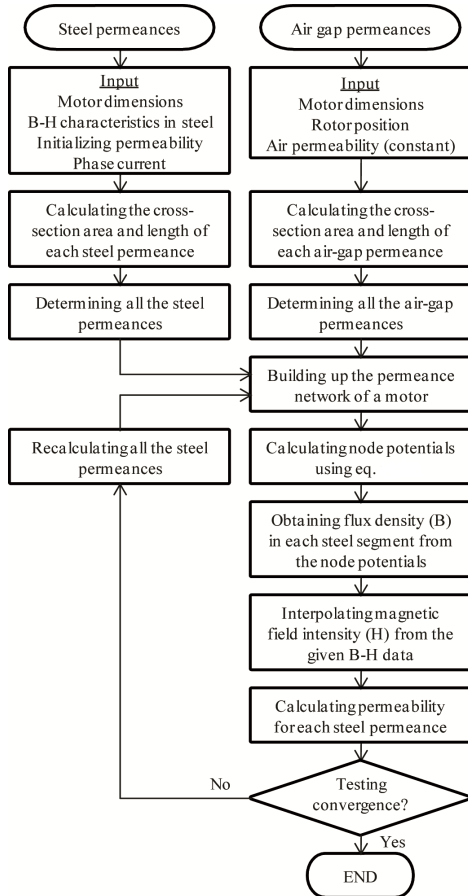 Steel permeances
Input
Motor dimensions
B-H characteristics in steel
Initializing permeability
Phase current
Calculating the cross-
section area and length of
each steel permeance
Determining all the steel
permeances
Air gap permeances
Input
Motor dimensions
Rotor position
Air permeability (constant)
Calculating the cross-
section area and length of
each air-gap permeance
Determining all the air-gap
permeances
Building up the permeance
network of a motor
Recalculating all the steel
permeances
Calculating node potentials
using eq.
Obtaining flux density (B)
in each steel segment from
the node potentials
Interpolating magnetic
field intensity (H) from the
given B-H data
Calculating permeability
for each steel permeance
No
Testing
convergence?
Yes
END